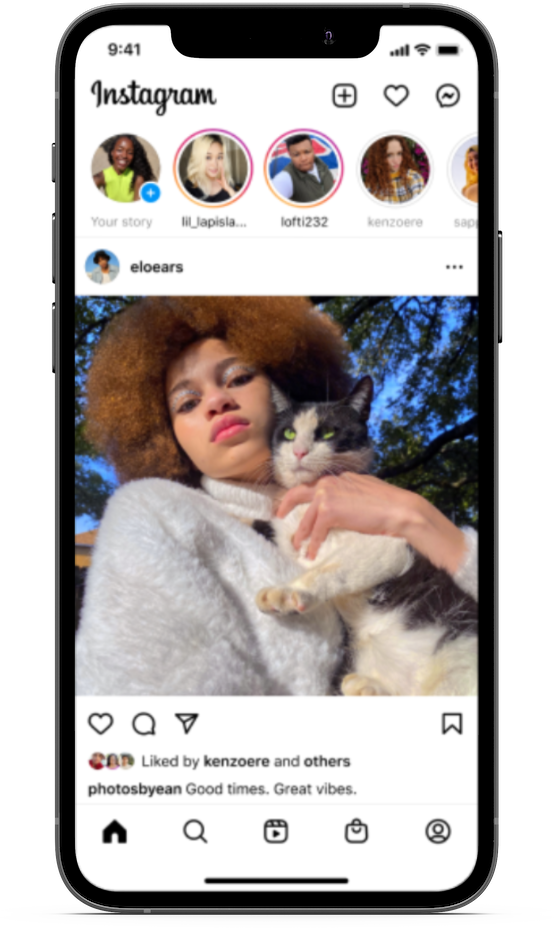 9:41
Instagram
Your story
lil_lapisla...
lofti232
kenzoere
sapp
eloears
Liked by kenzoere and others
photosbyean Good times. Great vibes.